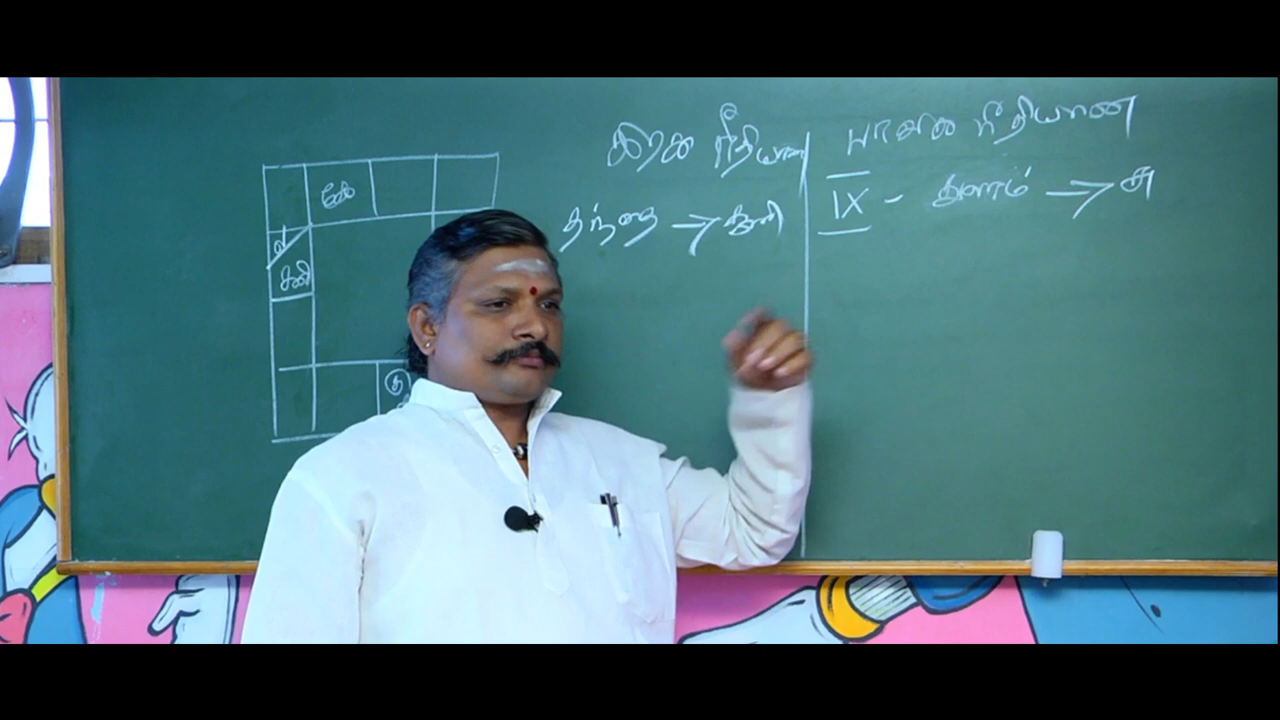 கிரக ரீதியான
பாவக ரீதியான
தந்தை → சூரி
IX - துலாம் → சு
ல
சனி
கு